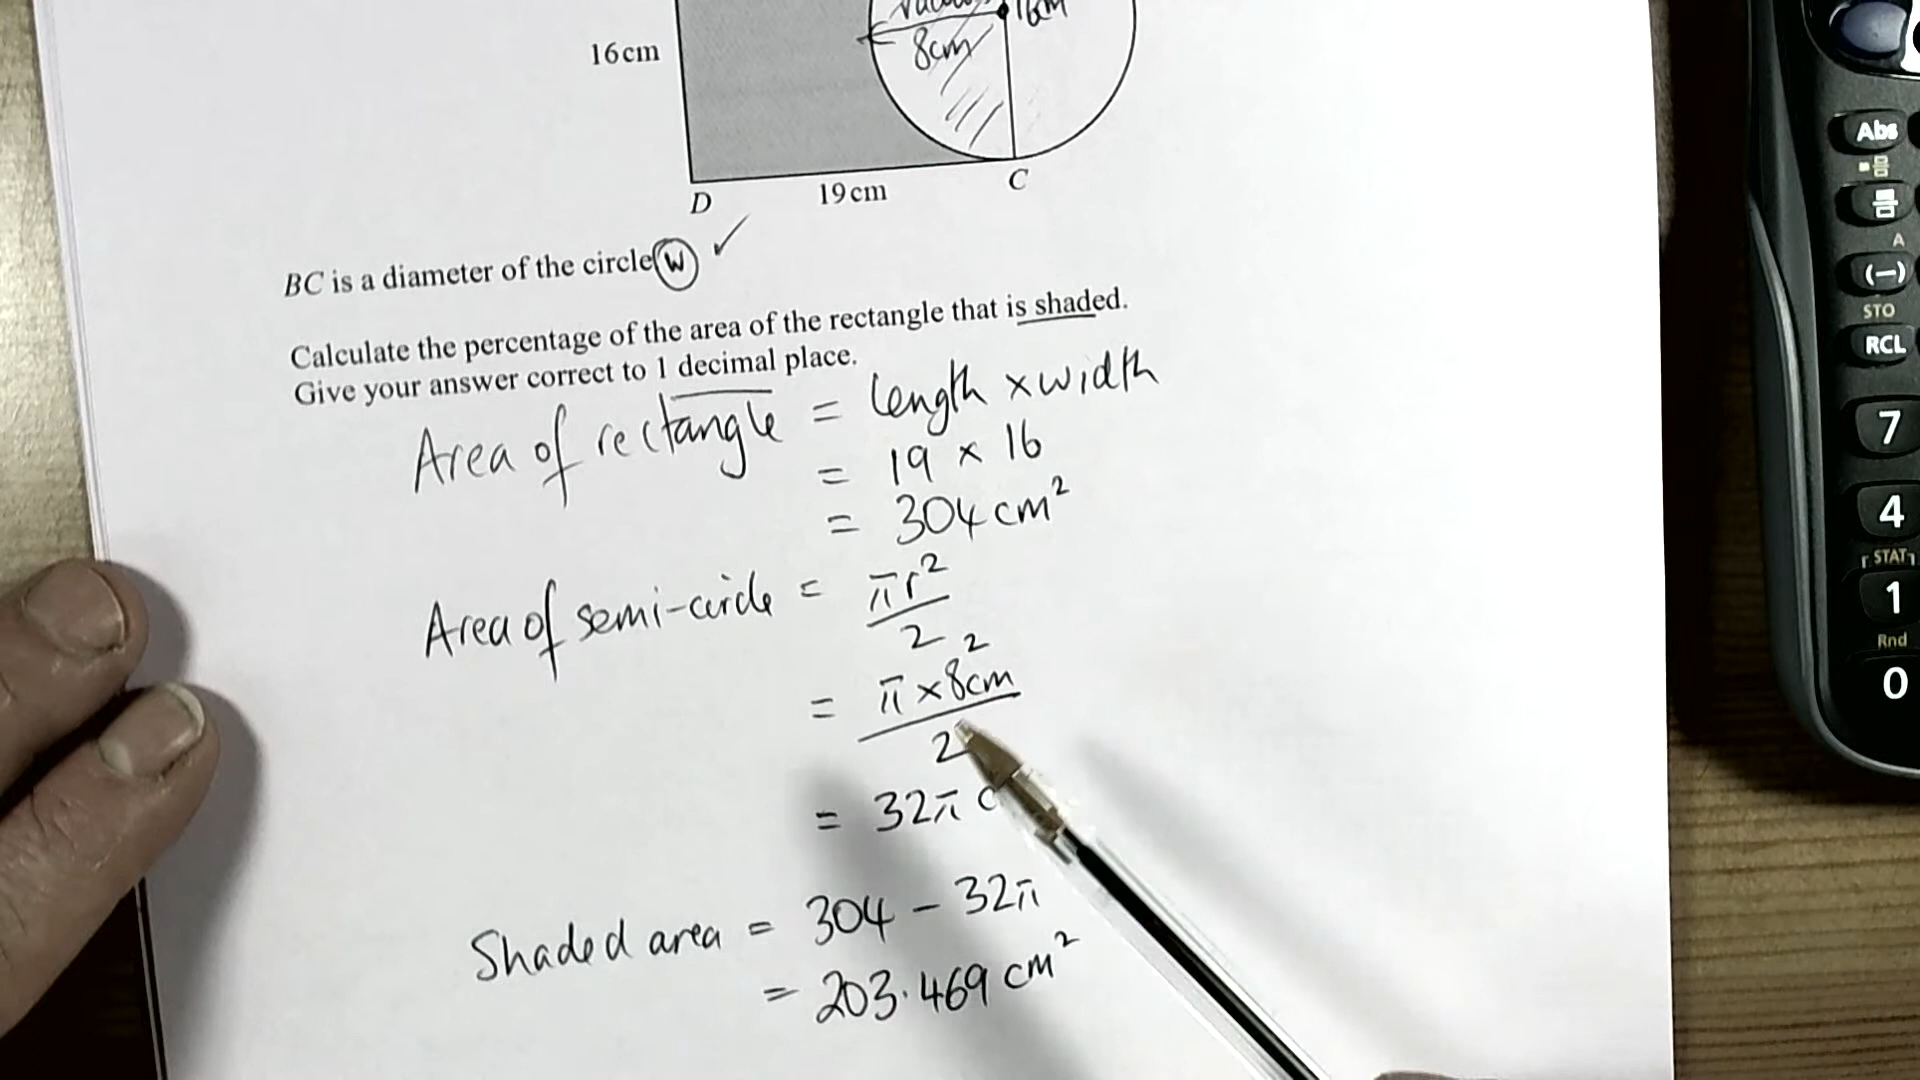 16cm
8cm
16cm
D
19cm
C
BC is a diameter of the circle W ✓
Calculate the percentage of the area of the rectangle that is shaded.
Give your answer correct to 1 decimal place.
Area of rectangle = length × width
= 19 × 16
= 304 cm²
Area of semi-circle = πr²
2
= π × 8cm²
2
= 32π c
Shaded area = 304 - 32π
= 203.469 cm²
Abs
A
(−)
STO
RCL
7
4
STAT
1
Rnd
0